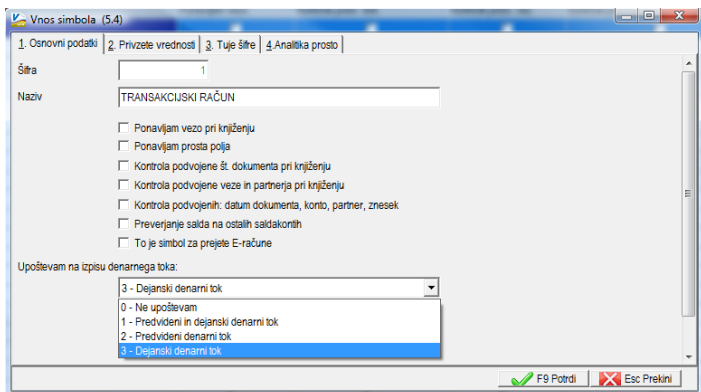 Vnos simbola (5.4)
1. Osnovni podatki 2. Privzete vrednosti 3. Tuje šifre 4.Analitika prosto
Šifra 1
Naziv TRANSAKCIJSKI RAČUN
Ponavljam vezo pri knjiženju
Ponavljam prosta polja
Kontrola podvojene št. dokumenta pri knjiženju
Kontrola podvojene veze in partnerja pri knjiženju
Kontrola podvojenih: datum dokumenta, konto, partner, znesek
Preverjanje salda na ostalih saldakontih
To je simbol za prejete E-račune
Upoštevam na izpisu denarnega toka:
3 - Dejanski denarni tok
0 - Ne upoštevam
1 - Predvideni in dejanski denarni tok
2 - Predvideni denarni tok
3 - Dejanski denarni tok
F9 Potrdi Esc Prekini